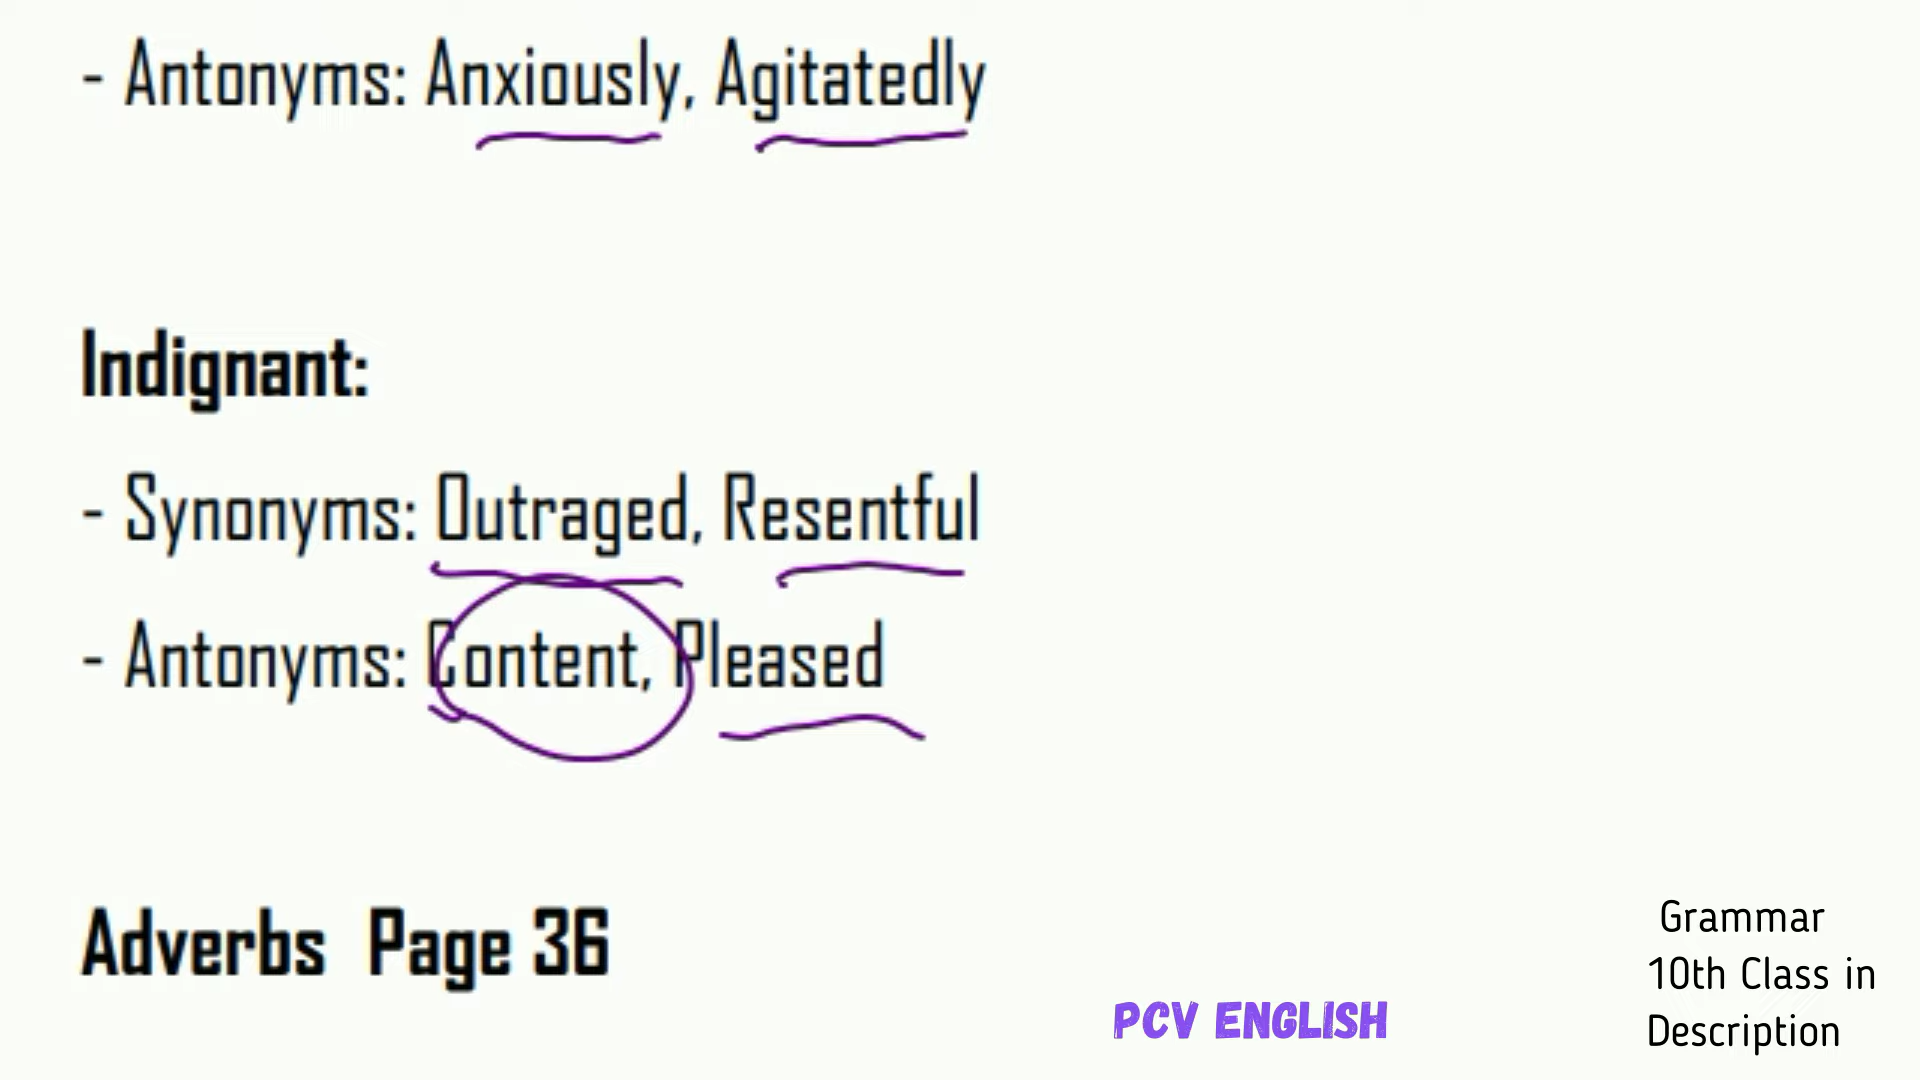 - Antonyms: Anxiously, Agitatedly
Indignant:
- Synonyms: Outraged, Resentful
- Antonyms: Content, Pleased
Adverbs Page 36
PCV ENGLISH
Grammar
10th Class in
Description